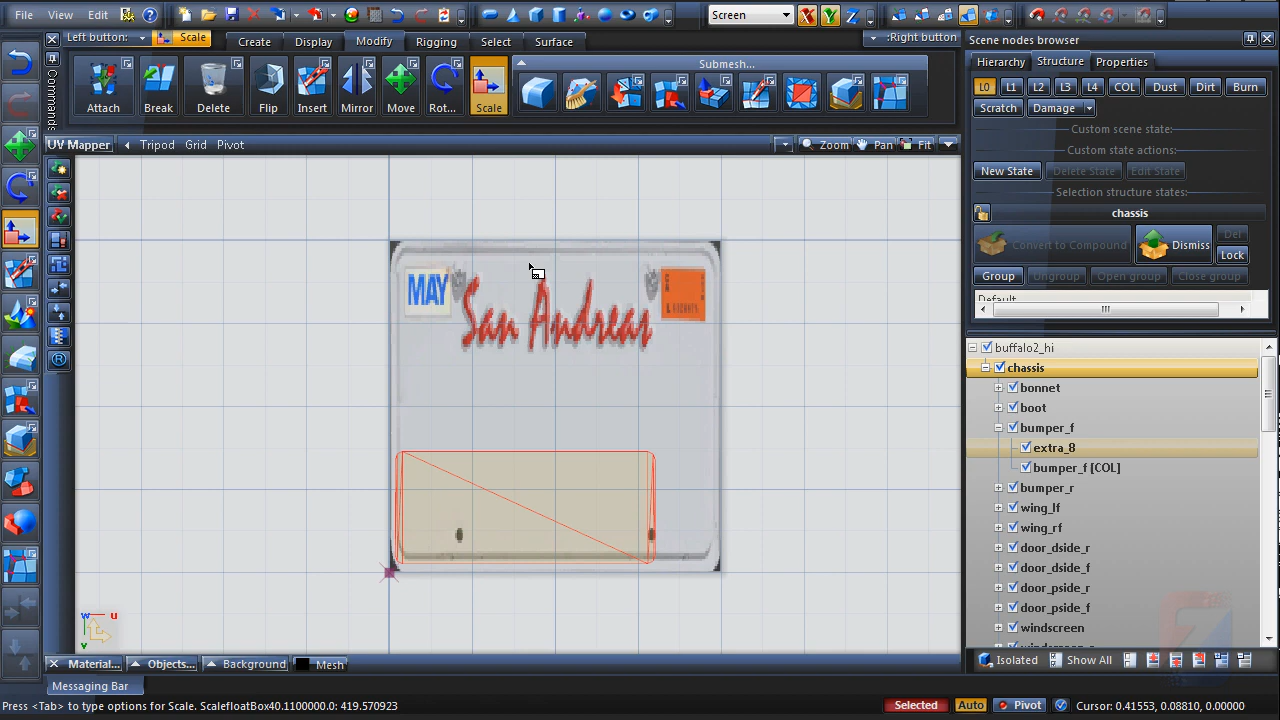 File View Edit
Screen X Y Z
Left button: Scale
Create Display Modify Rigging Select Surface
:Right button
Commands
Attach Break Delete Flip Insert Mirror Move Rot... Scale
Submesh...
UV Mapper Tripod Grid Pivot
Zoom Pan Fit
MAY San Andreas
w u
v
Material... Objects... Background Mesh
Messaging Bar
Press <Tab> to type options for Scale. ScalefloatBox40.1100000.0: 419.570923
Selected Auto Pivot Cursor: 0.41553, 0.08810, 0.00000
Scene nodes browser
Hierarchy Structure Properties
L0 L1 L2 L3 L4 COL Dust Dirt Burn
Scratch Damage
Custom scene state:
Custom state actions:
New State Delete State Edit State
Selection structure states:
chassis
Convert to Compound Dismiss Del
Lock
Group Ungroup Open group Close group
Default
buffalo2_hi
chassis
bonnet
boot
bumper_f
extra_8
bumper_f [COL]
bumper_r
wing_lf
wing_rf
door_dside_r
door_dside_f
door_pside_r
door_pside_f
windscreen
Isolated Show All